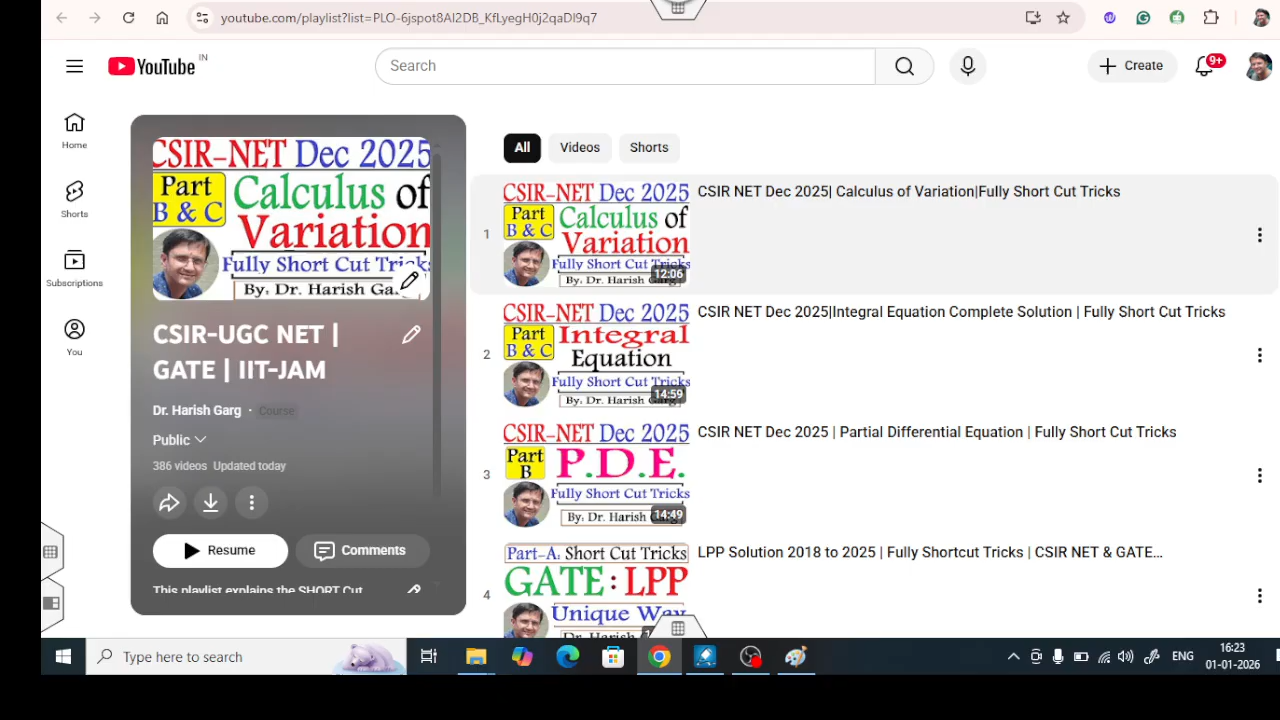 youtube.com/playlist?list=PLO-6jspot8Al2DB_KfLyegH0j2qaDl9q7
YouTube IN
Search
Create
9+
Home
Shorts
Subscriptions
You
CSIR-NET Dec 2025
Part B & C
Calculus of
Variation
Fully Short Cut Tricks
By: Dr. Harish Ga
CSIR-UGC NET |
GATE | IIT-JAM
Dr. Harish Garg · Course
Public
386 videos Updated today
Resume
Comments
This playlist explains the SHORT Cut
All
Videos
Shorts
1
CSIR-NET Dec 2025
Part B & C
Calculus of
Variation
Fully Short Cut Tricks
By: Dr. Harish Garg
12:06
CSIR NET Dec 2025| Calculus of Variation|Fully Short Cut Tricks
2
CSIR-NET Dec 2025
Part B & C
Integral
Equation
Fully Short Cut Tricks
By: Dr. Harish Garg
14:59
CSIR NET Dec 2025|Integral Equation Complete Solution | Fully Short Cut Tricks
3
CSIR-NET Dec 2025
Part B
P.D.E.
Fully Short Cut Tricks
By: Dr. Harish Garg
14:49
CSIR NET Dec 2025 | Partial Differential Equation | Fully Short Cut Tricks
4
Part-A: Short Cut Tricks
GATE : LPP
Unique Way
LPP Solution 2018 to 2025 | Fully Shortcut Tricks | CSIR NET & GATE...
Type here to search
ENG
16:23
01-01-2026